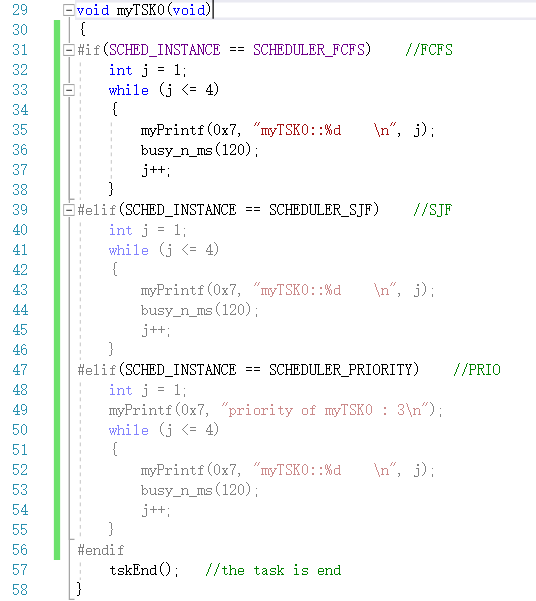 29 void myTSK0(void)
30 {
31 #if(SCHED_INSTANCE == SCHEDULER_FCFS)    //FCFS
32     int j = 1;
33     while (j <= 4)
34     {
35         myPrintf(0x7, "myTSK0::%d    \n", j);
36         busy_n_ms(120);
37         j++;
38     }
39 #elif(SCHED_INSTANCE == SCHEDULER_SJF)    //SJF
40     int j = 1;
41     while (j <= 4)
42     {
43         myPrintf(0x7, "myTSK0::%d    \n", j);
44         busy_n_ms(120);
45         j++;
46     }
47 #elif(SCHED_INSTANCE == SCHEDULER_PRIORITY)    //PRIO
48     int j = 1;
49     myPrintf(0x7, "priority of myTSK0 : 3\n");
50     while (j <= 4)
51     {
52         myPrintf(0x7, "myTSK0::%d    \n", j);
53         busy_n_ms(120);
54         j++;
55     }
56 #endif
57     tskEnd();   //the task is end
58 }